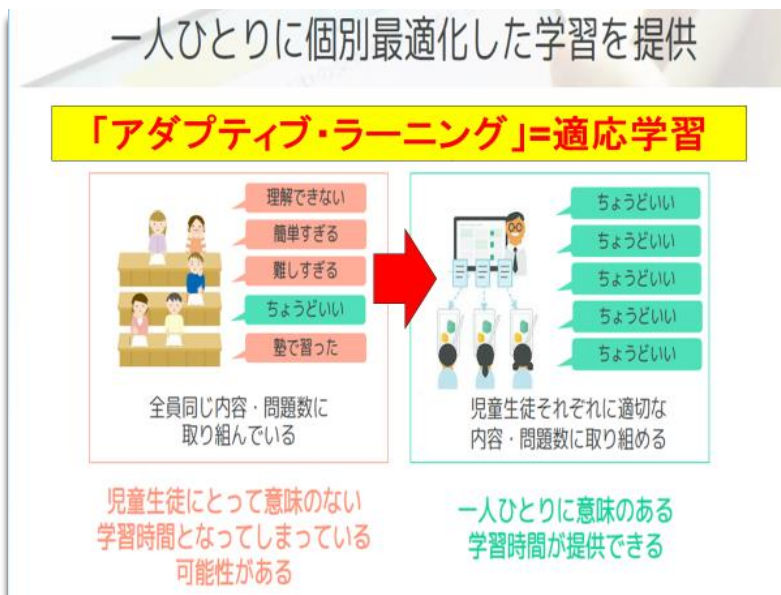 一人ひとりに個別最適化した学習を提供
「アダプティブ・ラーニング」=適応学習
理解できない
簡単すぎる
難しすぎる
ちょうどいい
塾で習った
全員同じ内容・問題数に
取り組んでいる
ちょうどいい
ちょうどいい
ちょうどいい
ちょうどいい
ちょうどいい
児童生徒それぞれに適切な
内容・問題数に取り組める
児童生徒にとって意味のない
学習時間となってしまっている
可能性がある
一人ひとりに意味のある
学習時間が提供できる